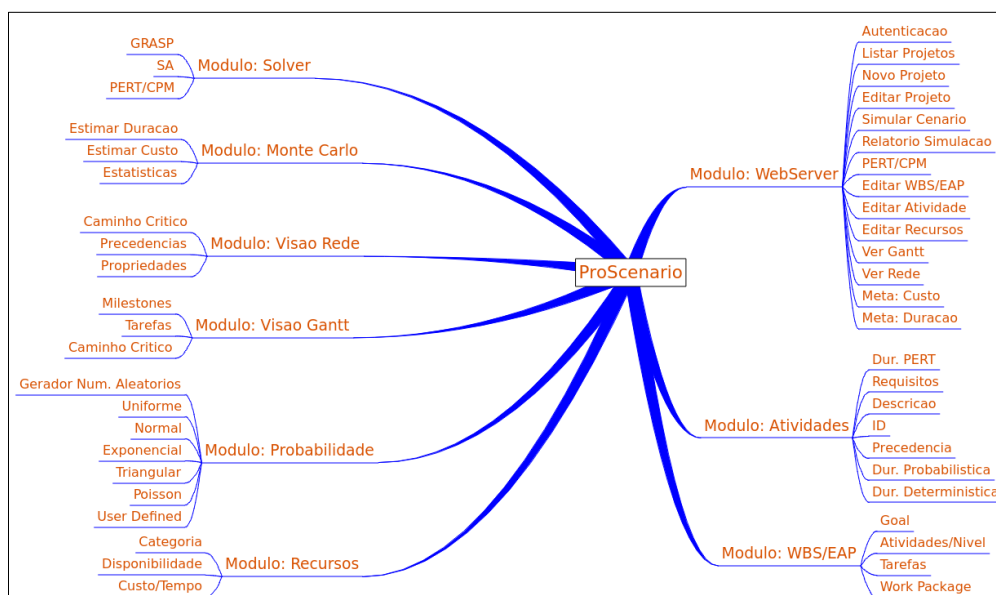 ProScenario
Modulo: Solver
GRASP
SA
PERT/CPM
Modulo: Monte Carlo
Estimar Duracao
Estimar Custo
Estatisticas
Modulo: Visao Rede
Caminho Critico
Precedencias
Propriedades
Modulo: Visao Gantt
Milestones
Tarefas
Caminho Critico
Modulo: Probabilidade
Gerador Num. Aleatorios
Uniforme
Normal
Exponencial
Triangular
Poisson
User Defined
Modulo: Recursos
Categoria
Disponibilidade
Custo/Tempo
Modulo: WebServer
Autenticacao
Listar Projetos
Novo Projeto
Editar Projeto
Simular Cenario
Relatorio Simulacao
PERT/CPM
Editar WBS/EAP
Editar Atividade
Editar Recursos
Ver Gantt
Ver Rede
Meta: Custo
Meta: Duracao
Modulo: Atividades
Dur. PERT
Requisitos
Descricao
ID
Precedencia
Dur. Probabilistica
Dur. Deterministica
Modulo: WBS/EAP
Goal
Atividades/Nivel
Tarefas
Work Package